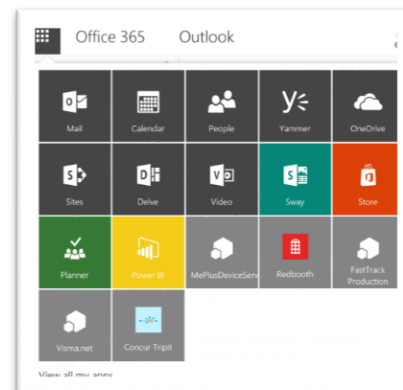 Office 365 Outlook
Mail Calendar People Yammer OneDrive
Sites Delve Video Sway Store
Planner Power BI MePlusDeviceServ Redbooth FastTrack Production
Visma.net Concur Tripit
View all my apps